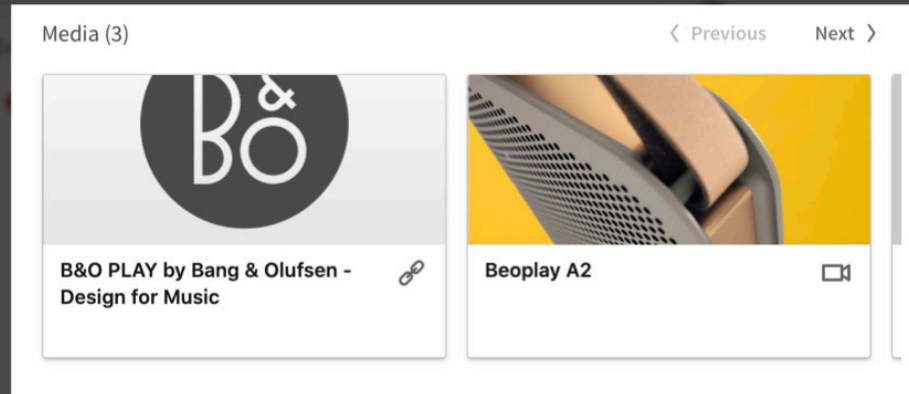 Media (3)
Previous
Next
B&O
B&O PLAY by Bang & Olufsen -
Design for Music
Beoplay A2